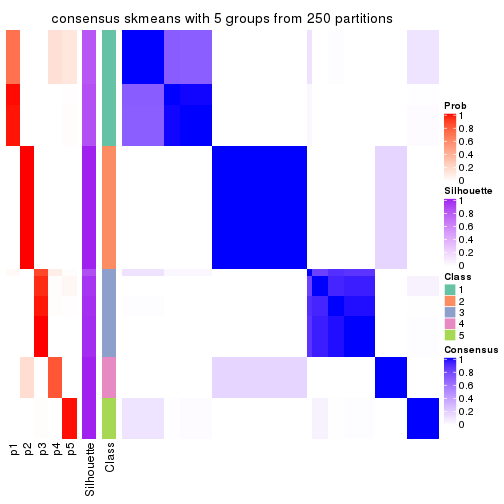 consensus skmeans with 5 groups from 250 partitions
Prob
1
0.8
0.6
0.4
0.2
0
Silhouette
1
0.8
0.6
0.4
0.2
0
Class
1
2
3
4
5
Consensus
1
0.8
0.6
0.4
0.2
0
p1
p2
p3
p4
p5
Silhouette
Class